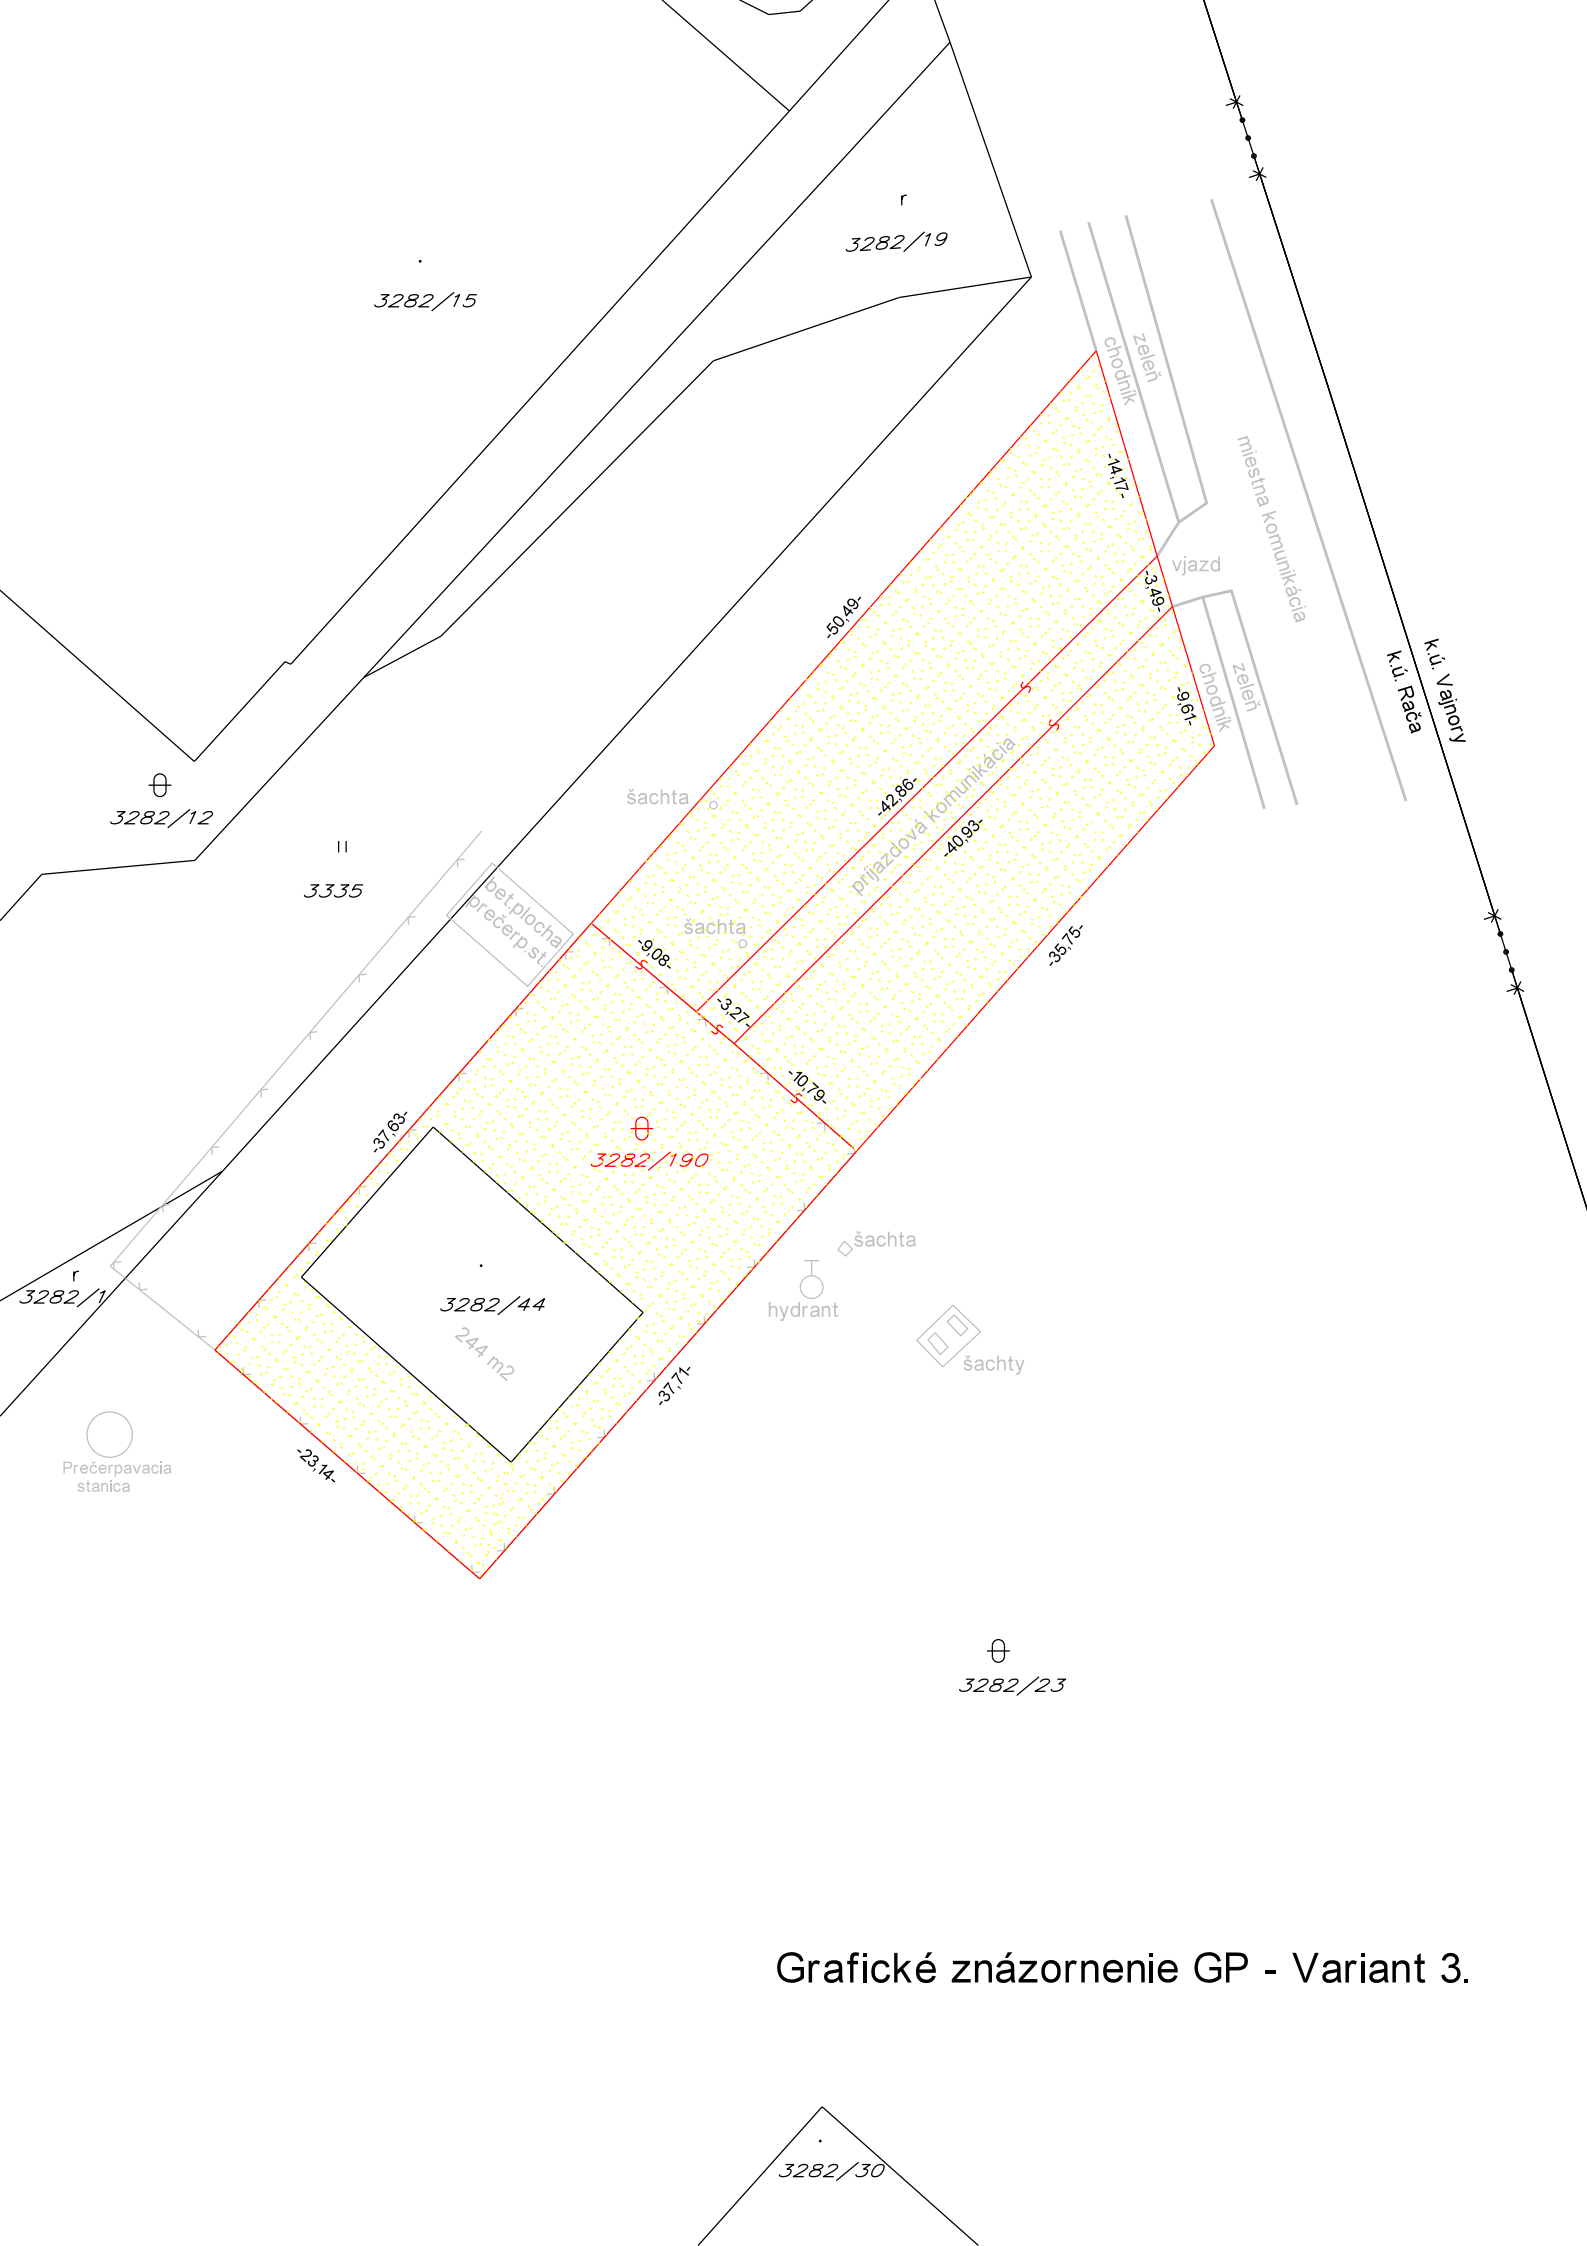 r
3282/19
3282/15
zeleň
chodník
-14,17-
miestna komunikácia
vjazd
-3,49-
-50,49-
k.ú. Vajnory
k.ú. Rača
zeleň
chodník
-9,61-
príjazdová komunikácia
-42,86-
-40,93-
šachta
3282/12
II
3335
bet.plocha
prečerp.st.
šachta
-9,08-
-3,27-
-35,75-
-10,79-
-37,63-
3282/190
šachta
hydrant
šachty
r
3282/1
3282/44
244 m2
-37,71-
-23,14-
Prečerpavacia
stanica
3282/23
Grafické znázornenie GP - Variant 3.
3282/30